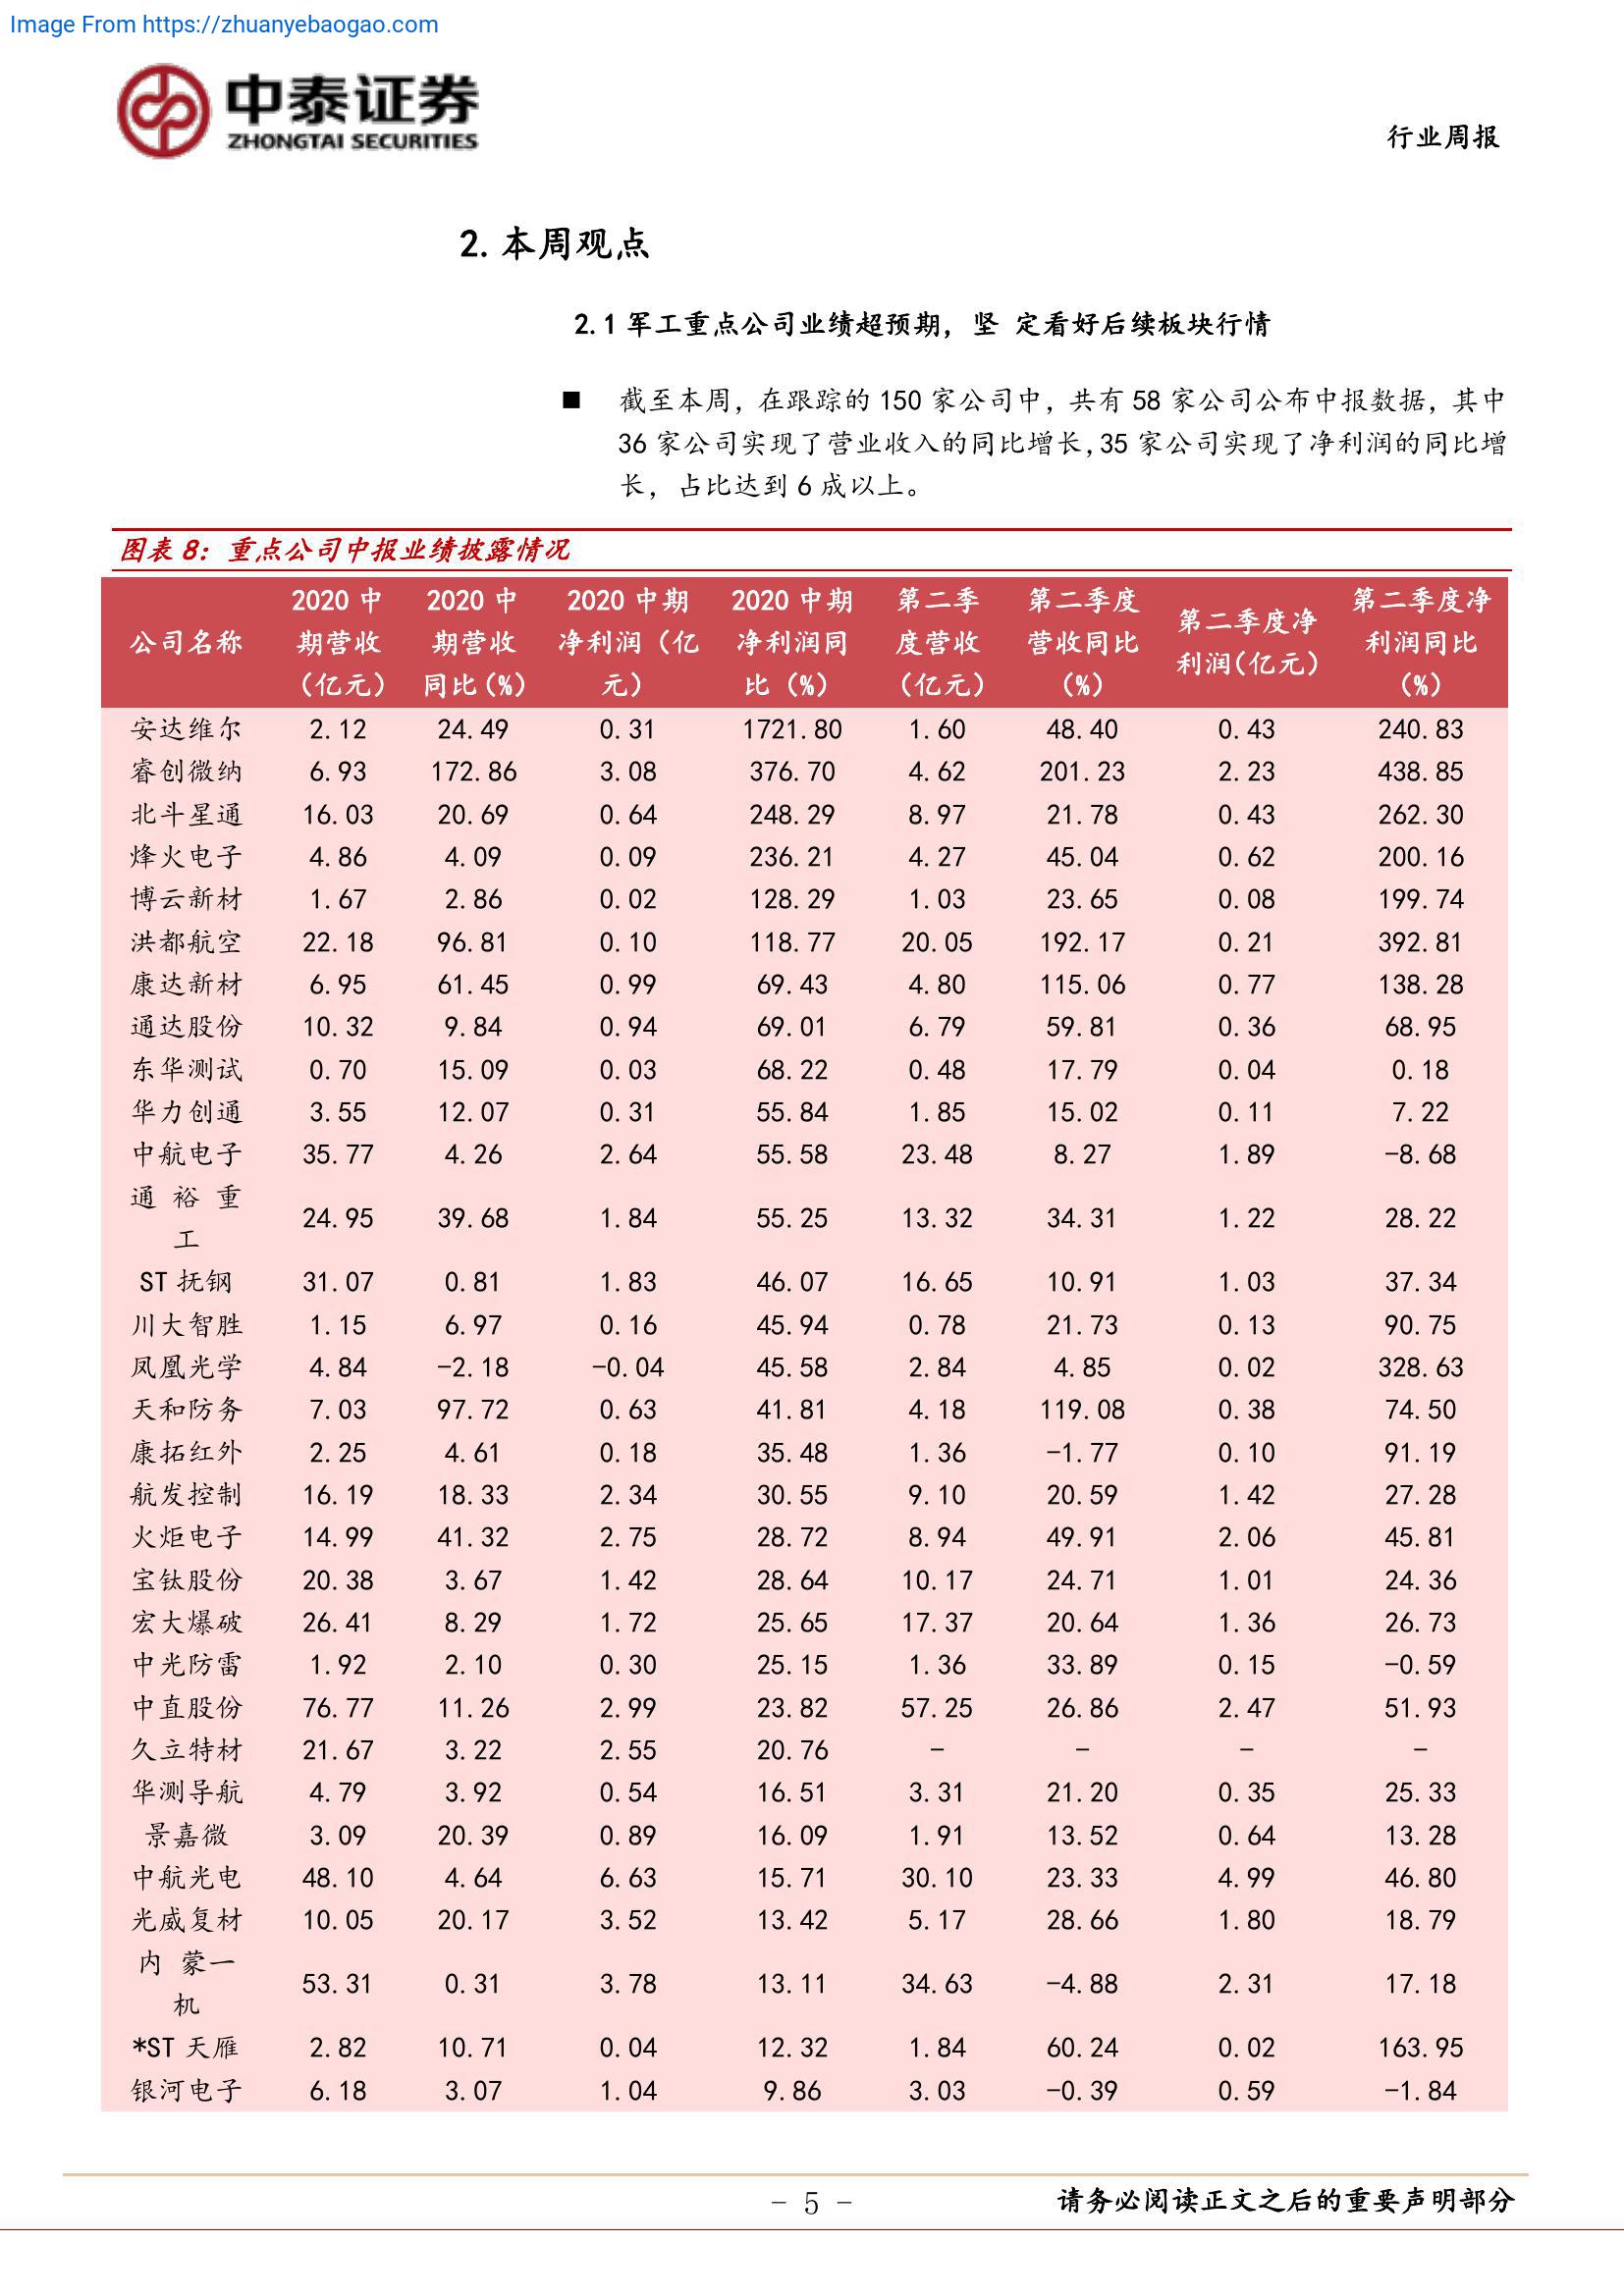 Image From https://zhuanyebaogao.com
中泰证券
ZHONGTAI SECURITIES
行业周报
2.本周观点
2.1 军工重点公司业绩超预期，坚 定看好后续板块行情
■ 截至本周，在跟踪的 150 家公司中，共有 58 家公司公布中报数据，其中
36 家公司实现了营业收入的同比增长,35 家公司实现了净利润的同比增
长，占比达到 6 成以上。
图表 8：重点公司中报业绩披露情况
公司名称 2020 中期营收（亿元） 2020 中期营收同比(%) 2020 中期净利润（亿元） 2020 中期净利润同比（%） 第二季度营收（亿元） 第二季度营收同比（%） 第二季度净利润(亿元) 第二季度净利润同比（%）
安达维尔 2.12 24.49 0.31 1721.80 1.60 48.40 0.43 240.83
睿创微纳 6.93 172.86 3.08 376.70 4.62 201.23 2.23 438.85
北斗星通 16.03 20.69 0.64 248.29 8.97 21.78 0.43 262.30
烽火电子 4.86 4.09 0.09 236.21 4.27 45.04 0.62 200.16
博云新材 1.67 2.86 0.02 128.29 1.03 23.65 0.08 199.74
洪都航空 22.18 96.81 0.10 118.77 20.05 192.17 0.21 392.81
康达新材 6.95 61.45 0.99 69.43 4.80 115.06 0.77 138.28
通达股份 10.32 9.84 0.94 69.01 6.79 59.81 0.36 68.95
东华测试 0.70 15.09 0.03 68.22 0.48 17.79 0.04 0.18
华力创通 3.55 12.07 0.31 55.84 1.85 15.02 0.11 7.22
中航电子 35.77 4.26 2.64 55.58 23.48 8.27 1.89 -8.68
通 裕 重工 24.95 39.68 1.84 55.25 13.32 34.31 1.22 28.22
ST 抚钢 31.07 0.81 1.83 46.07 16.65 10.91 1.03 37.34
川大智胜 1.15 6.97 0.16 45.94 0.78 21.73 0.13 90.75
凤凰光学 4.84 -2.18 -0.04 45.58 2.84 4.85 0.02 328.63
天和防务 7.03 97.72 0.63 41.81 4.18 119.08 0.38 74.50
康拓红外 2.25 4.61 0.18 35.48 1.36 -1.77 0.10 91.19
航发控制 16.19 18.33 2.34 30.55 9.10 20.59 1.42 27.28
火炬电子 14.99 41.32 2.75 28.72 8.94 49.91 2.06 45.81
宝钛股份 20.38 3.67 1.42 28.64 10.17 24.71 1.01 24.36
宏大爆破 26.41 8.29 1.72 25.65 17.37 20.64 1.36 26.73
中光防雷 1.92 2.10 0.30 25.15 1.36 33.89 0.15 -0.59
中直股份 76.77 11.26 2.99 23.82 57.25 26.86 2.47 51.93
久立特材 21.67 3.22 2.55 20.76 - - - -
华测导航 4.79 3.92 0.54 16.51 3.31 21.20 0.35 25.33
景嘉微 3.09 20.39 0.89 16.09 1.91 13.52 0.64 13.28
中航光电 48.10 4.64 6.63 15.71 30.10 23.33 4.99 46.80
光威复材 10.05 20.17 3.52 13.42 5.17 28.66 1.80 18.79
内 蒙一机 53.31 0.31 3.78 13.11 34.63 -4.88 2.31 17.18
*ST 天雁 2.82 10.71 0.04 12.32 1.84 60.24 0.02 163.95
银河电子 6.18 3.07 1.04 9.86 3.03 -0.39 0.59 -1.84
- 5 -
请务必阅读正文之后的重要声明部分